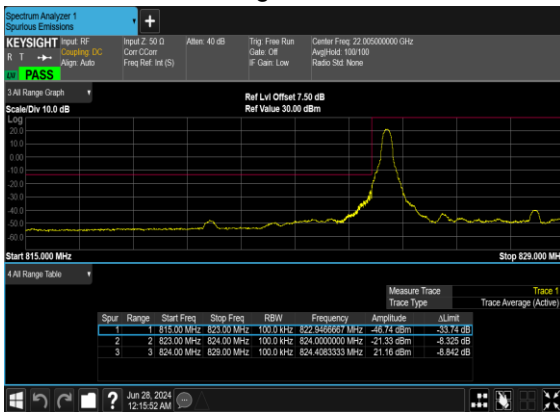 Spectrum Analyzer 1
Spurious Emissions
KEYSIGHT
R T
Input: RF
Coupling: DC
Align: Auto
Input Z: 50 Ω
Corr CCorr
Freq Ref: Int (S)
Atten: 40 dB
Trig: Free Run
Gate: Off
IF Gain: Low
Center Freq: 22.005000000 GHz
Avg|Hold: 100/100
Radio Std: None
PASS
3 All Range Graph
Scale/Div 10.0 dB
Ref Lvl Offset 7.50 dB
Ref Value 30.00 dBm
Log
20.0
10.0
0.00
-10.0
-20.0
-30.0
-40.0
-50.0
-60.0
Start 815.000 MHz
Stop 829.000 MH
4 All Range Table
Measure Trace Trace 1
Trace Type Trace Average (Active)
Spur Range Start Freq Stop Freq RBW Frequency Amplitude ΔLimit
1 1 815.00 MHz 823.00 MHz 100.0 kHz 822.9466667 MHz -46.74 dBm -33.74 dB
2 2 823.00 MHz 824.00 MHz 100.0 kHz 824.0000000 MHz -21.33 dBm -8.325 dB
3 3 824.00 MHz 829.00 MHz 100.0 kHz 824.4083333 MHz 21.16 dBm -8.842 dB
?
Jun 28, 2024
12:15:52 AM